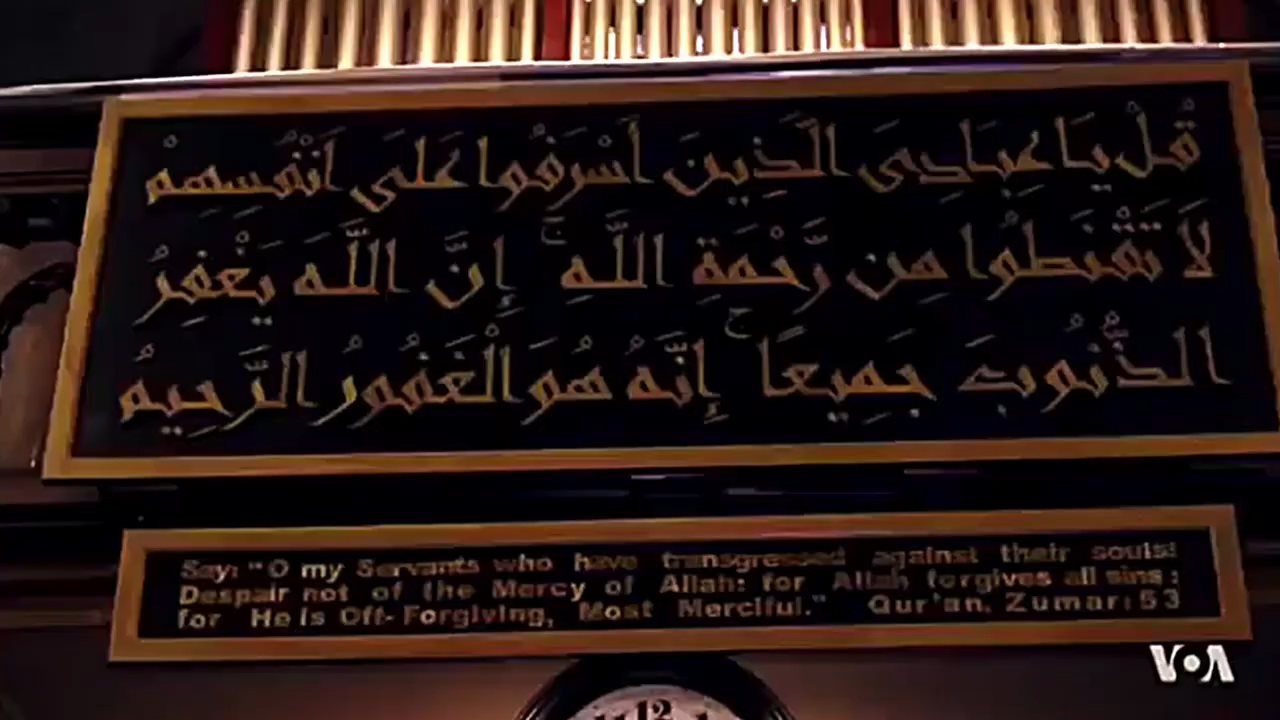 قُلْ يَا عِبَادِىَ الَّذِينَ أَسْرَفُوا عَلَى أَنْفُسِهِمْ
لَا تَقْنَطُوا مِن رَّحْمَةِ اللَّهِ ۚ إِنَّ اللَّهَ يَغْفِرُ
الذُّنُوبَ جَمِيعًا ۚ إِنَّهُ هُوَ الْغَفُورُ الرَّحِيمُ
Say: "O my Servants who have transgressed against their souls!
Despair not of the Mercy of Allah: for Allah forgives all sins:
for He is Oft-Forgiving, Most Merciful." Qur'an, Zumar:53
12
VOA